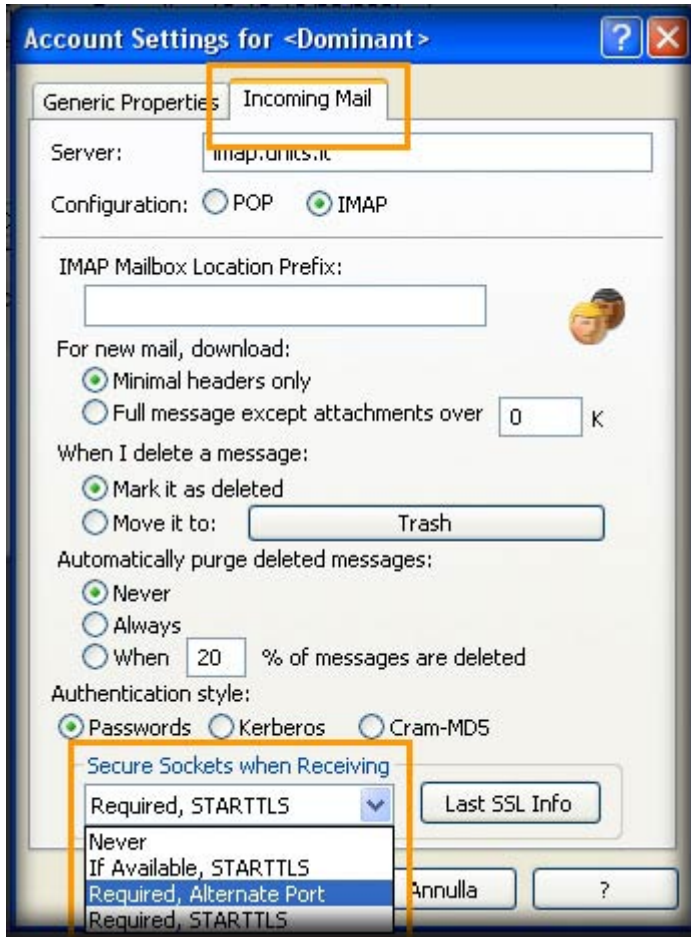 Account Settings for <Dominant>
Generic Properties Incoming Mail
Server: imap.units.it
Configuration: POP IMAP
IMAP Mailbox Location Prefix:
For new mail, download:
Minimal headers only
Full message except attachments over 0 K
When I delete a message:
Mark it as deleted
Move it to: Trash
Automatically purge deleted messages:
Never
Always
When 20 % of messages are deleted
Authentication style:
Passwords Kerberos Cram-MD5
Secure Sockets when Receiving
Required, STARTTLS Last SSL Info
Never
If Available, STARTTLS
Required, Alternate Port Annulla ?
Required, STARTTLS